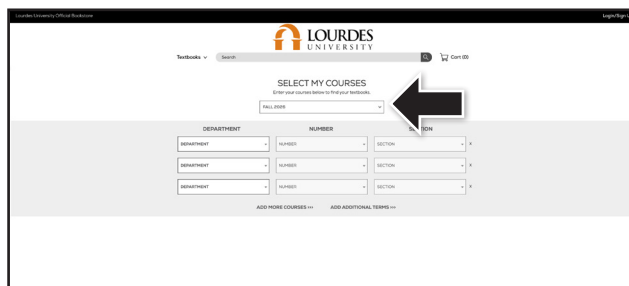 Lourdes University Official Bookstore
Login/Sign U
LOURDES
UNIVERSITY
Textbooks
Search
Cart (0)
SELECT MY COURSES
Enter your courses below to find your textbooks.
FALL 2025
DEPARTMENT NUMBER SECTION
DEPARTMENT NUMBER SECTION X
DEPARTMENT NUMBER SECTION X
DEPARTMENT NUMBER SECTION X
ADD MORE COURSES >>> ADD ADDITIONAL TERMS >>>